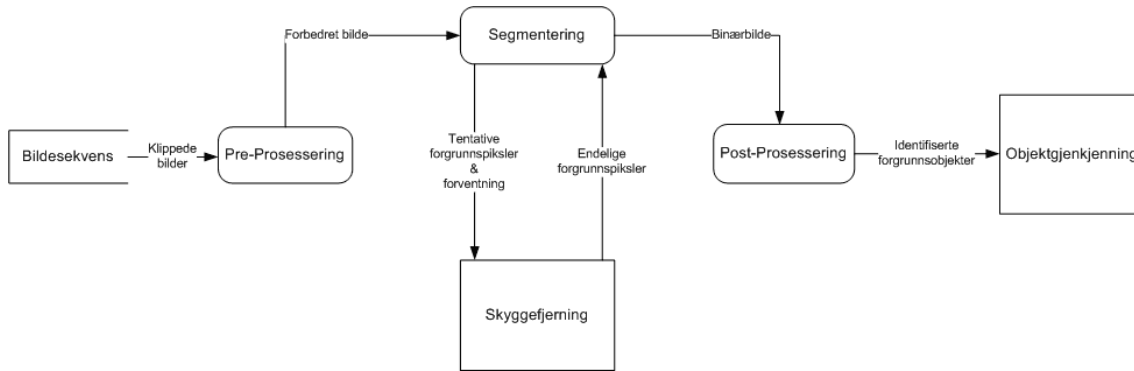 Forbedret bilde
Segmentering
Binærbilde
Bildesekvens
Klippede
bilder
Pre-Prosessering
Tentative
forgrunnspiksler
&
forventning
Endelige
forgrunnspiksler
Post-Prosessering
Identifiserte
forgrunnsobjekter
Objektgjenkjenning
Skyggefjerning